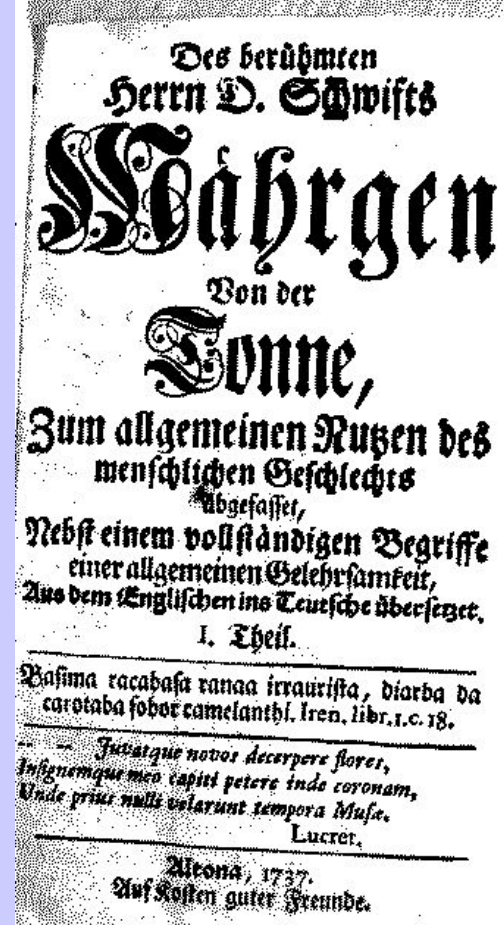 Des berühmten
Herrn D. Schwifts
Mährgen
Von der
Tonne,
Zum allgemeinen Nutzen des
menschlichen Geschlechts
abgefasset,
Nebst einem vollständigen Begriffe
einer allgemeinen Gelehrsamkeit,
Aus dem Englischen ins Teutsche übersetzet.
I. Theil.
Basima eacabasa eanaa irraurista, diarba da
carotaba fobor camelanthi. Iren. libr. 1. c. 18.
-- -- Juvatque novos decerpere flores,
Insignemque meo capiti petere inde coronam,
Unde prius nulli velarunt tempora Musæ.
Lucret.
Altona, 1737.
Auf Kosten guter Freunde.